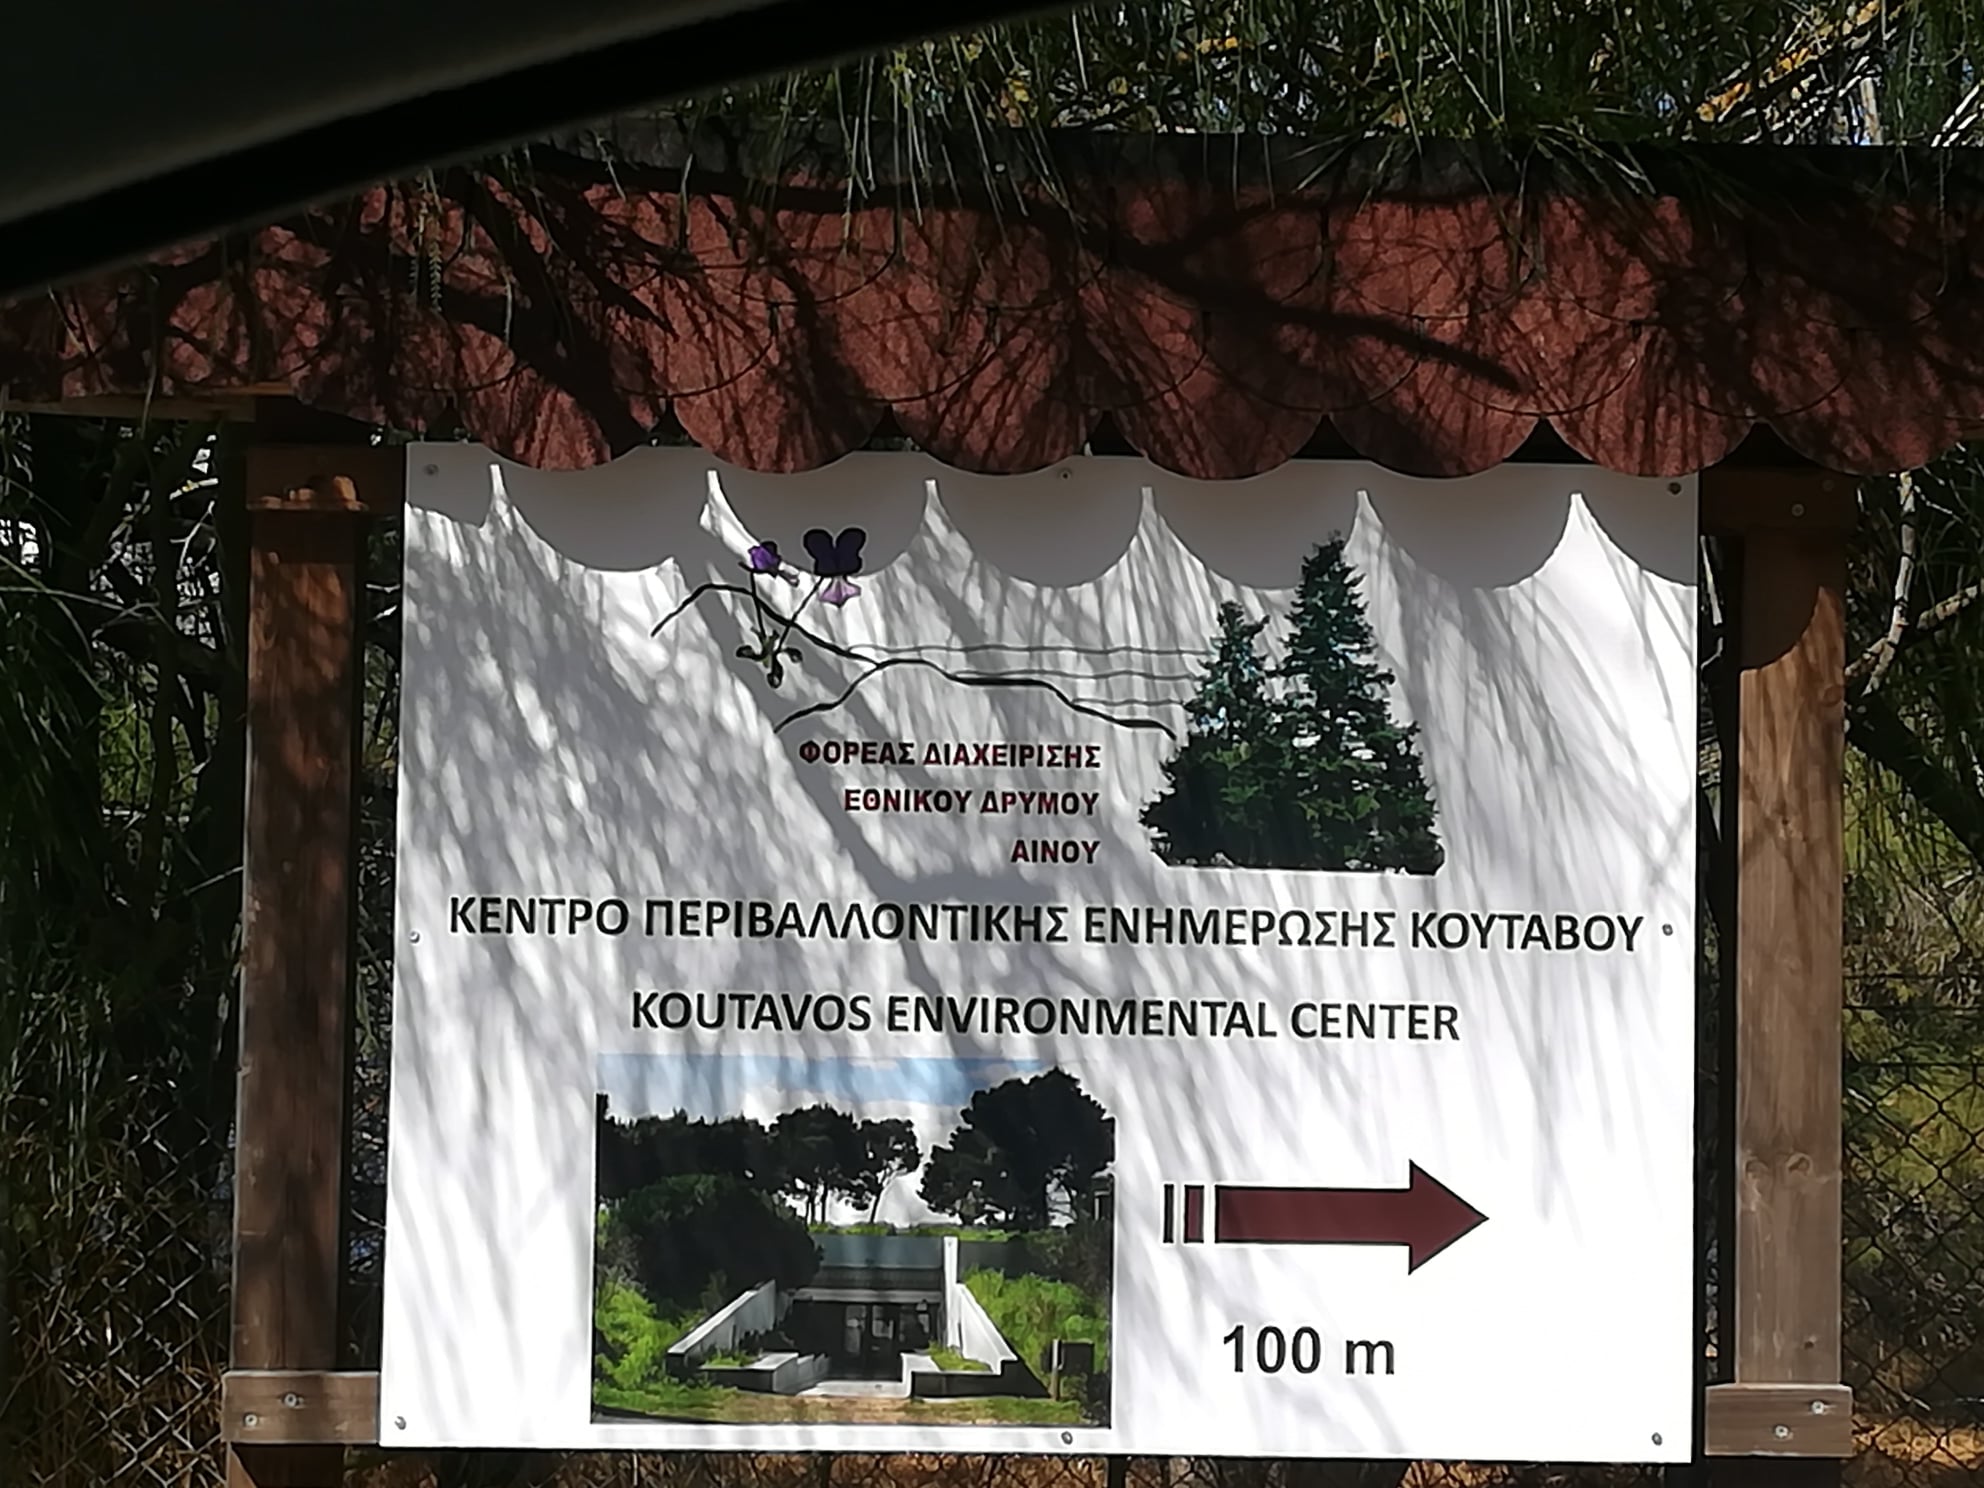 ΦΟΡΕΑΣ ΔΙΑΧΕΙΡΙΣΗΣ
ΕΘΝΙΚΟΥ ΔΡΥΜΟΥ
ΑΙΝΟΥ
ΚΕΝΤΡΟ ΠΕΡΙΒΑΛΛΟΝΤΙΚΗΣ ΕΝΗΜΕΡΩΣΗΣ ΚΟΥΤΑΒΟΥ
KOUTAVOS ENVIRONMENTAL CENTER
100 m